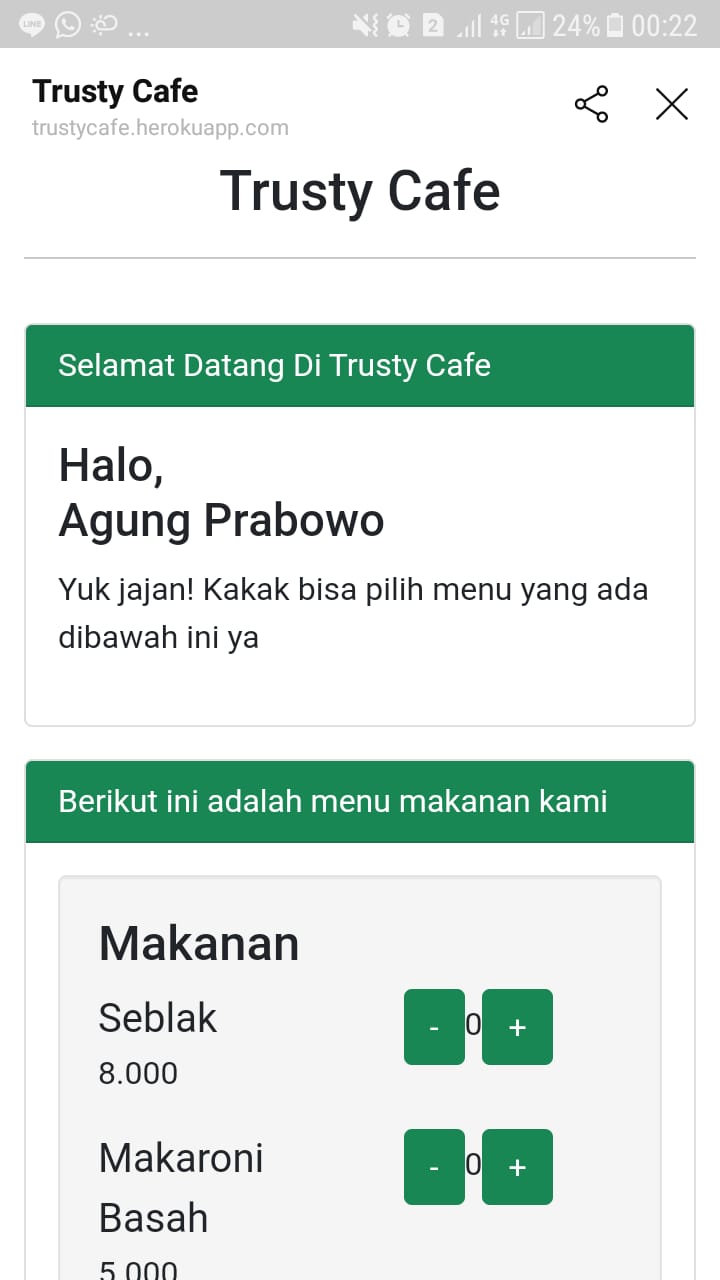 LINE
... 2 4G 24% 00:22
Trusty Cafe
trustycafe.herokuapp.com
Trusty Cafe
Selamat Datang Di Trusty Cafe
Halo,
Agung Prabowo
Yuk jajan! Kakak bisa pilih menu yang ada
dibawah ini ya
Berikut ini adalah menu makanan kami
Makanan
Seblak
- 0 +
8.000
Makaroni
- 0 +
Basah
5.000